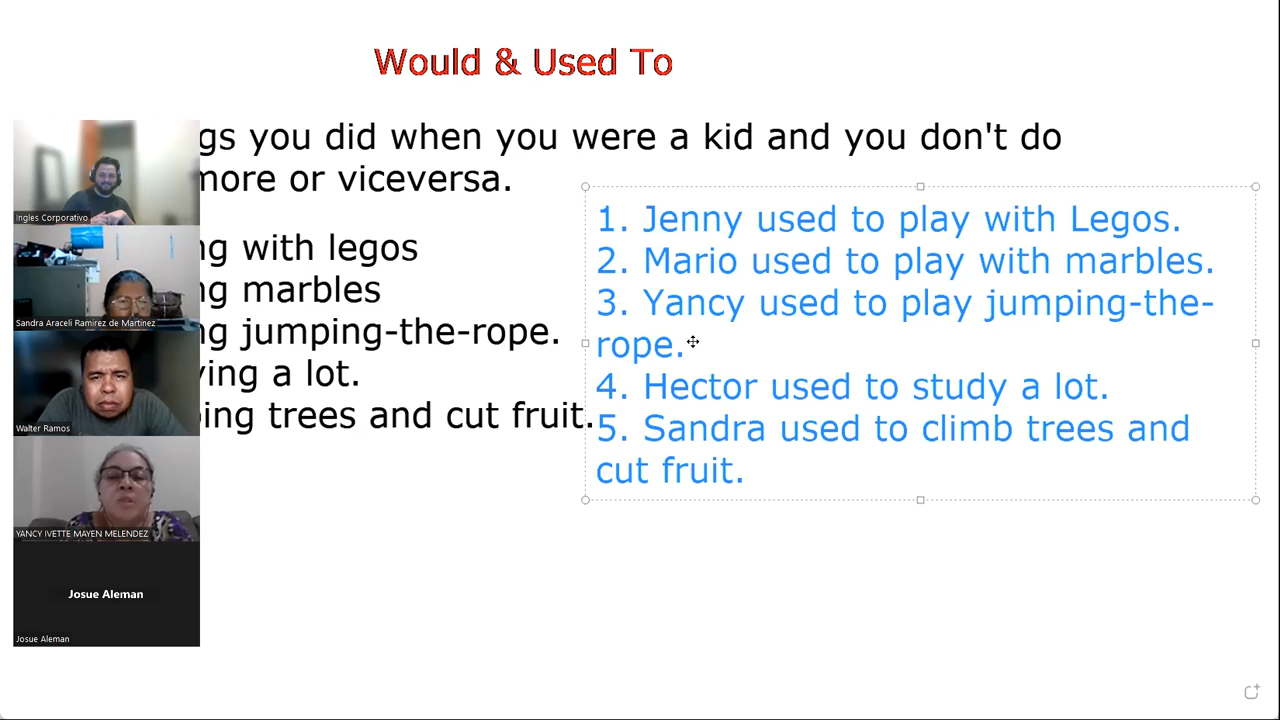 Would & Used To
gs you did when you were a kid and you don't do
more or viceversa.
ng with legos
ng marbles
ng jumping-the-rope.
ying a lot.
ing trees and cut fruit.
1. Jenny used to play with Legos.
2. Mario used to play with marbles.
3. Yancy used to play jumping-the-
rope.
4. Hector used to study a lot.
5. Sandra used to climb trees and
cut fruit.
Ingles Corporativo
Sandra Araceli Ramirez de Martinez
Walter Ramos
YANCY IVETTE MAYEN MELENDEZ
Josue Aleman
Josue Aleman